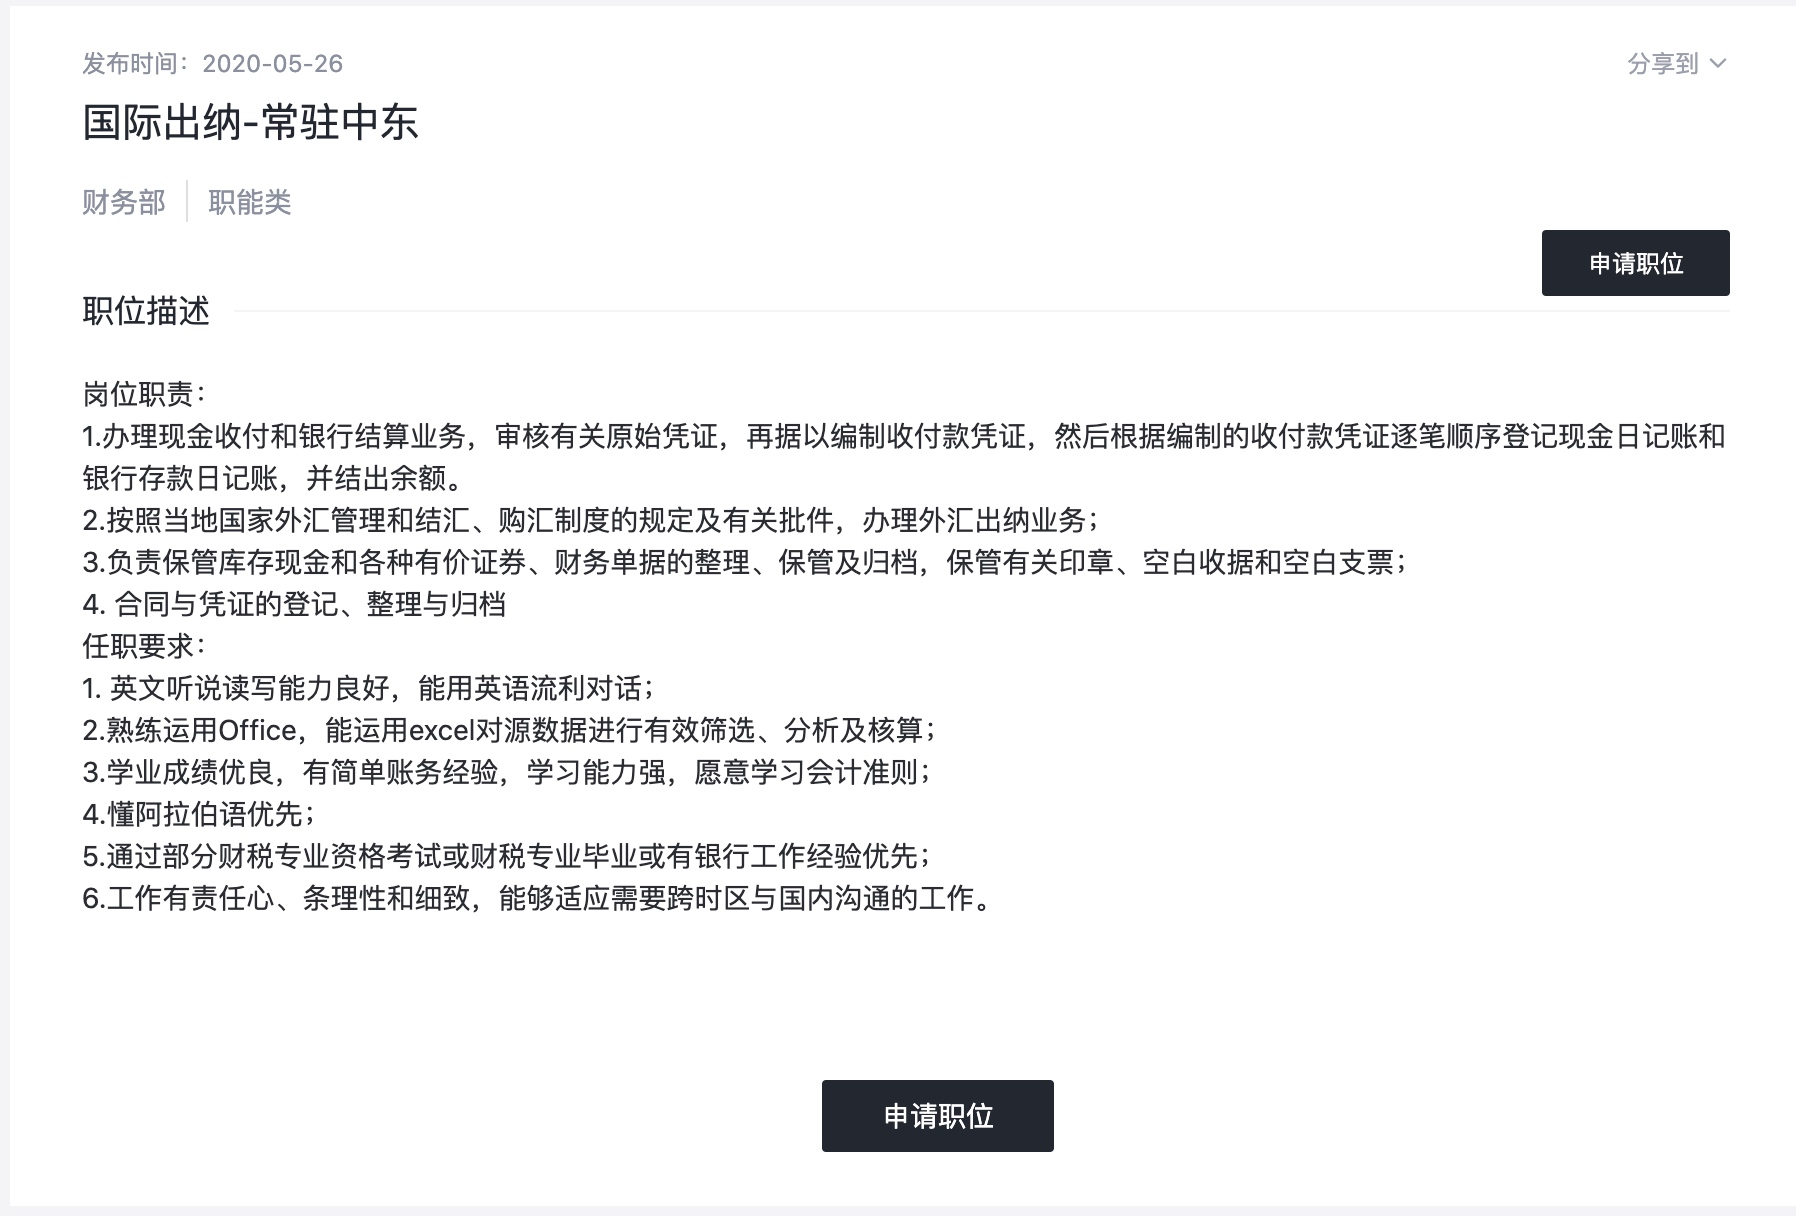 发布时间：2020-05-26
分享到
国际出纳-常驻中东
财务部
职能类
申请职位
职位描述
岗位职责：
1.办理现金收付和银行结算业务，审核有关原始凭证，再据以编制收付款凭证，然后根据编制的收付款凭证逐笔顺序登记现金日记账和
银行存款日记账，并结出余额。
2.按照当地国家外汇管理和结汇、购汇制度的规定及有关批件，办理外汇出纳业务；
3.负责保管库存现金和各种有价证券、财务单据的整理、保管及归档，保管有关印章、空白收据和空白支票；
4. 合同与凭证的登记、整理与归档
任职要求：
1. 英文听说读写能力良好，能用英语流利对话；
2.熟练运用Office，能运用excel对源数据进行有效筛选、分析及核算；
3.学业成绩优良，有简单账务经验，学习能力强，愿意学习会计准则；
4.懂阿拉伯语优先；
5.通过部分财税专业资格考试或财税专业毕业或有银行工作经验优先；
6.工作有责任心、条理性和细致，能够适应需要跨时区与国内沟通的工作。
申请职位